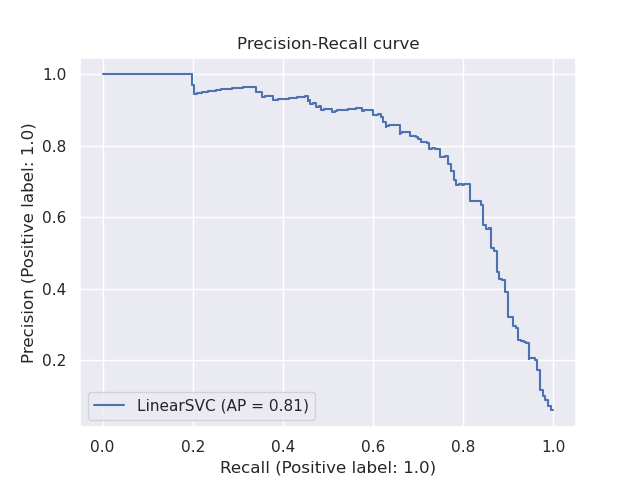 Precision-Recall curve
Precision (Positive label: 1.0)
1.0
0.8
0.6
0.4
0.2
LinearSVC (AP = 0.81)
0.0 0.2 0.4 0.6 0.8 1.0
Recall (Positive label: 1.0)